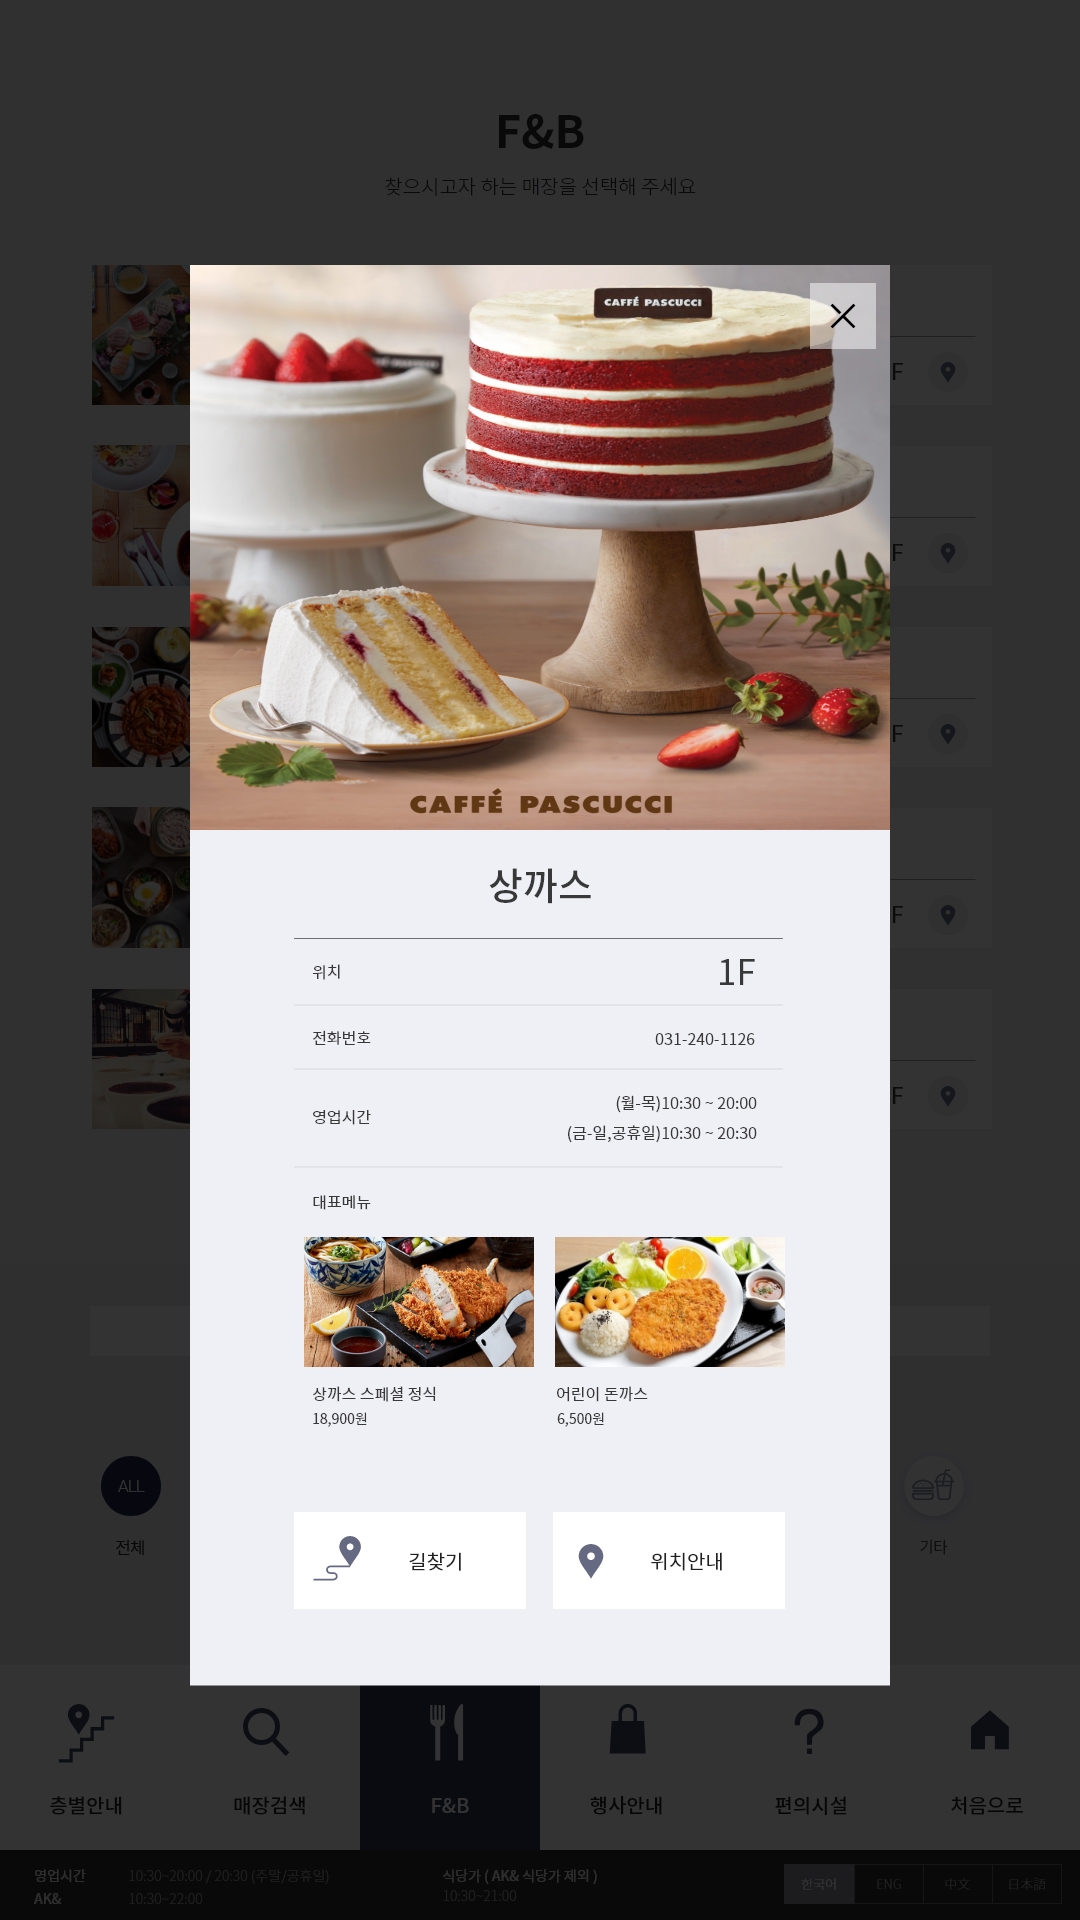 F&B
찾으시고자 하는 매장을 선택해 주세요
CAFFÉ PASCUCCI
F
F
F
F
F
CAFFÉ PASCUCCI
상까스
위치
1F
전화번호
031-240-1126
영업시간
(월-목)10:30 ~ 20:00
(금-일,공휴일)10:30 ~ 20:30
대표메뉴
상까스 스페셜 정식
18,900원
어린이 돈까스
6,500원
ALL
전체
기타
길찾기
위치안내
층별안내
매장검색
F&B
행사안내
편의시설
처음으로
영업시간 10:30~20:00 / 20:30 (주말/공휴일)
AK& 10:30~22:00
식당가 ( AK& 식당가 제외 )
10:30~21:00
한국어 ENG 中文 日本語